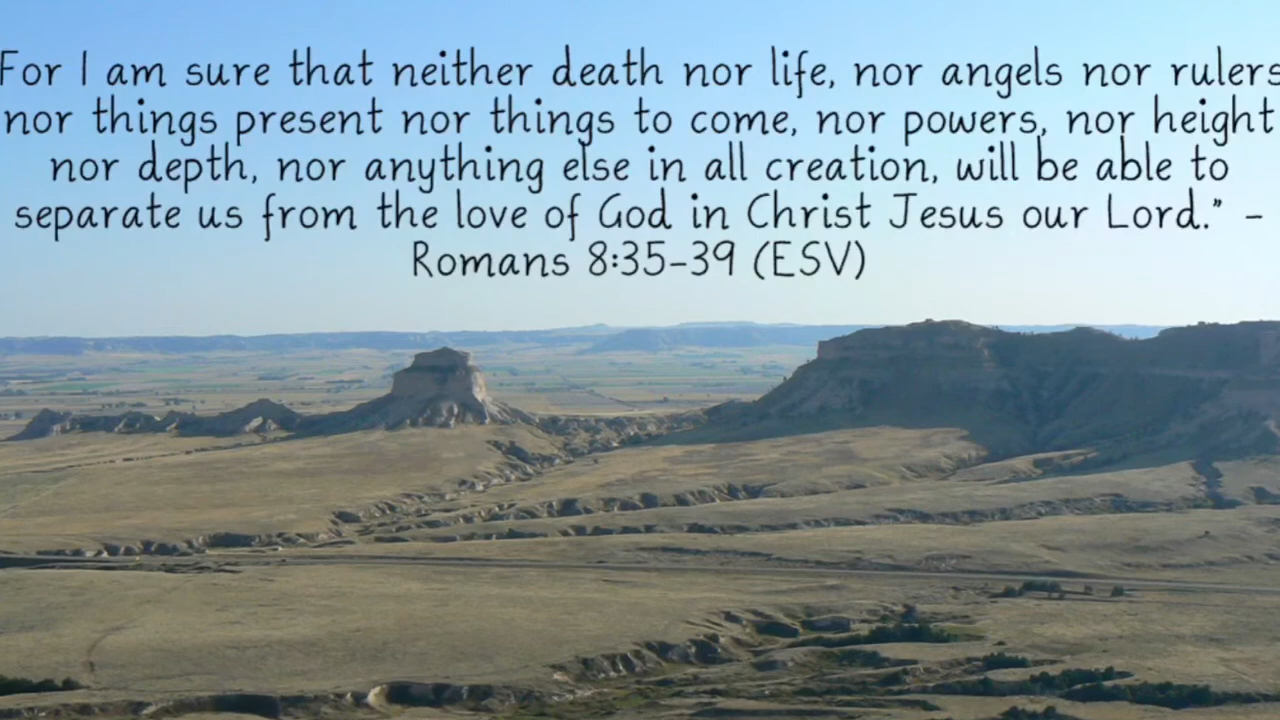 For I am sure that neither death nor life, nor angels nor rulers
nor things present nor things to come, nor powers, nor height
nor depth, nor anything else in all creation, will be able to
separate us from the love of God in Christ Jesus our Lord.” -
Romans 8:35-39 (ESV)